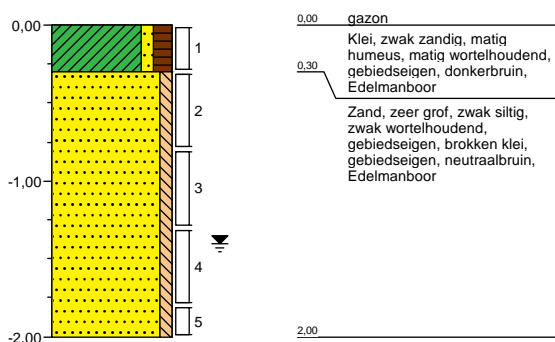 0,00
-1,00
-2,00
1
2
3
4
5
0,00
gazon
Klei, zwak zandig, matig
humeus, matig wortelhoudend,
gebiedseigen, donkerbruin,
Edelmanboor
0,30
Zand, zeer grof, zwak siltig,
zwak wortelhoudend,
gebiedseigen, brokken klei,
gebiedseigen, neutraalbruin,
Edelmanboor
2,00